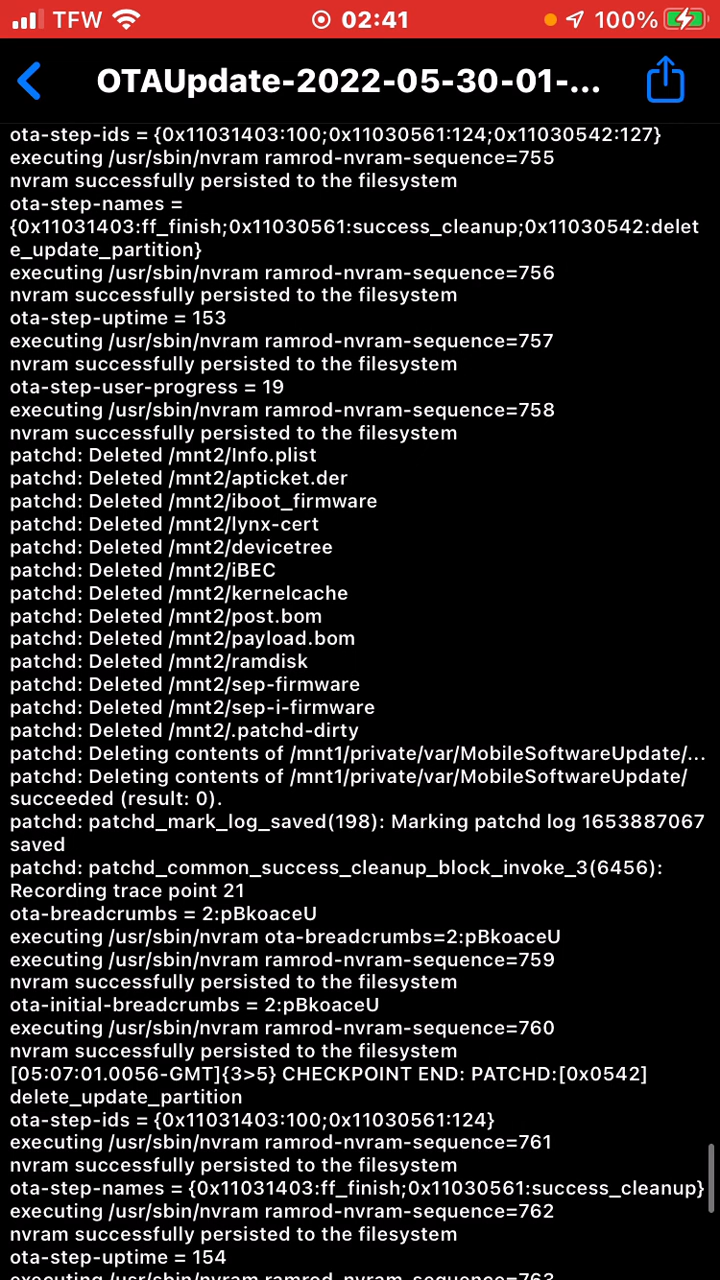 TFW 02:41 100%
OTAUpdate-2022-05-30-01-...
ota-step-ids = {0x11031403:100;0x11030561:124;0x11030542:127}
executing /usr/sbin/nvram ramrod-nvram-sequence=755
nvram successfully persisted to the filesystem
ota-step-names =
{0x11031403:ff_finish;0x11030561:success_cleanup;0x11030542:delet
e_update_partition}
executing /usr/sbin/nvram ramrod-nvram-sequence=756
nvram successfully persisted to the filesystem
ota-step-uptime = 153
executing /usr/sbin/nvram ramrod-nvram-sequence=757
nvram successfully persisted to the filesystem
ota-step-user-progress = 19
executing /usr/sbin/nvram ramrod-nvram-sequence=758
nvram successfully persisted to the filesystem
patchd: Deleted /mnt2/Info.plist
patchd: Deleted /mnt2/apticket.der
patchd: Deleted /mnt2/iboot_firmware
patchd: Deleted /mnt2/lynx-cert
patchd: Deleted /mnt2/devicetree
patchd: Deleted /mnt2/iBEC
patchd: Deleted /mnt2/kernelcache
patchd: Deleted /mnt2/post.bom
patchd: Deleted /mnt2/payload.bom
patchd: Deleted /mnt2/ramdisk
patchd: Deleted /mnt2/sep-firmware
patchd: Deleted /mnt2/sep-i-firmware
patchd: Deleted /mnt2/.patchd-dirty
patchd: Deleting contents of /mnt1/private/var/MobileSoftwareUpdate/...
patchd: Deleting contents of /mnt1/private/var/MobileSoftwareUpdate/
succeeded (result: 0).
patchd: patchd_mark_log_saved(198): Marking patchd log 1653887067
saved
patchd: patchd_common_success_cleanup_block_invoke_3(6456):
Recording trace point 21
ota-breadcrumbs = 2:pBkoaceU
executing /usr/sbin/nvram ota-breadcrumbs=2:pBkoaceU
executing /usr/sbin/nvram ramrod-nvram-sequence=759
nvram successfully persisted to the filesystem
ota-initial-breadcrumbs = 2:pBkoaceU
executing /usr/sbin/nvram ramrod-nvram-sequence=760
nvram successfully persisted to the filesystem
[05:07:01.0056-GMT]{3>5} CHECKPOINT END: PATCHD:[0x0542]
delete_update_partition
ota-step-ids = {0x11031403:100;0x11030561:124}
executing /usr/sbin/nvram ramrod-nvram-sequence=761
nvram successfully persisted to the filesystem
ota-step-names = {0x11031403:ff_finish;0x11030561:success_cleanup}
executing /usr/sbin/nvram ramrod-nvram-sequence=762
nvram successfully persisted to the filesystem
ota-step-uptime = 154
executing /usr/sbin/nvram ramrod-nvram-sequence=763